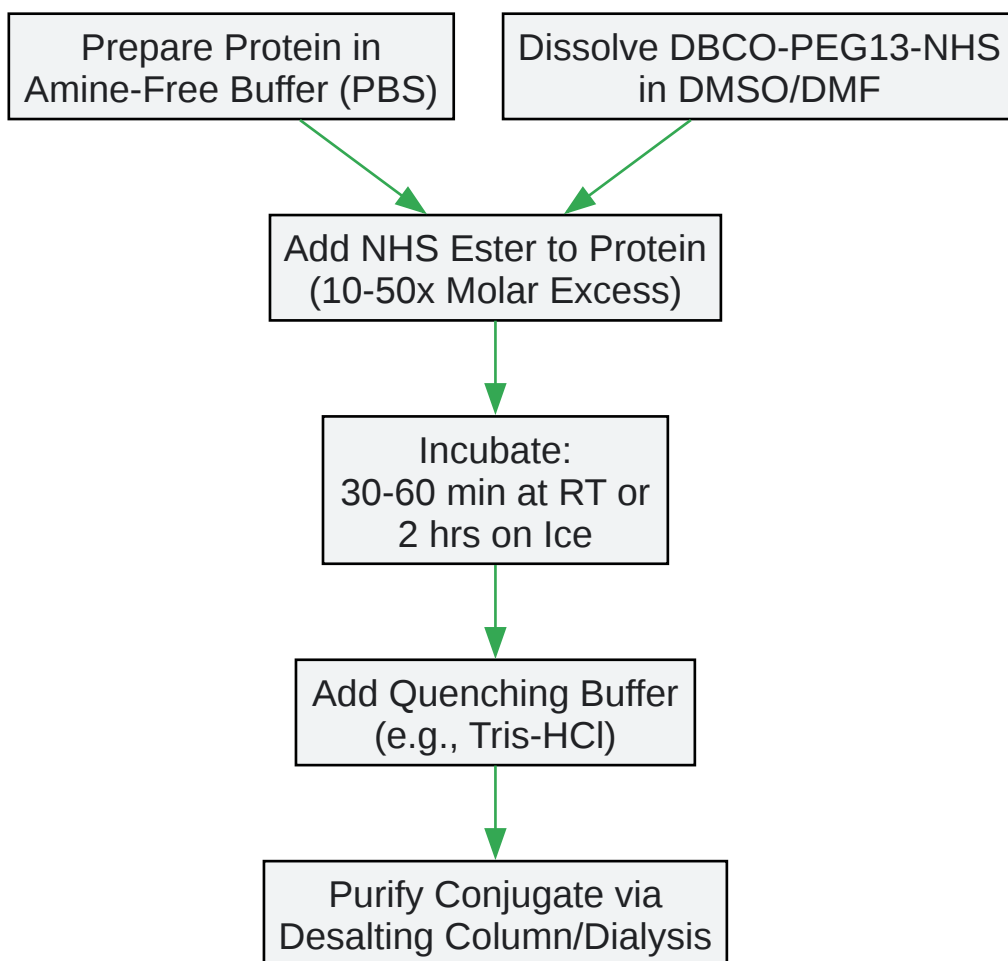 Prepare Protein in
Amine-Free Buffer (PBS)
Dissolve DBCO-PEG13-NHS
in DMSO/DMF
Add NHS Ester to Protein
(10-50x Molar Excess)
Incubate:
30-60 min at RT or
2 hrs on Ice
Add Quenching Buffer
(e.g., Tris-HCl)
Purify Conjugate via
Desalting Column/Dialysis